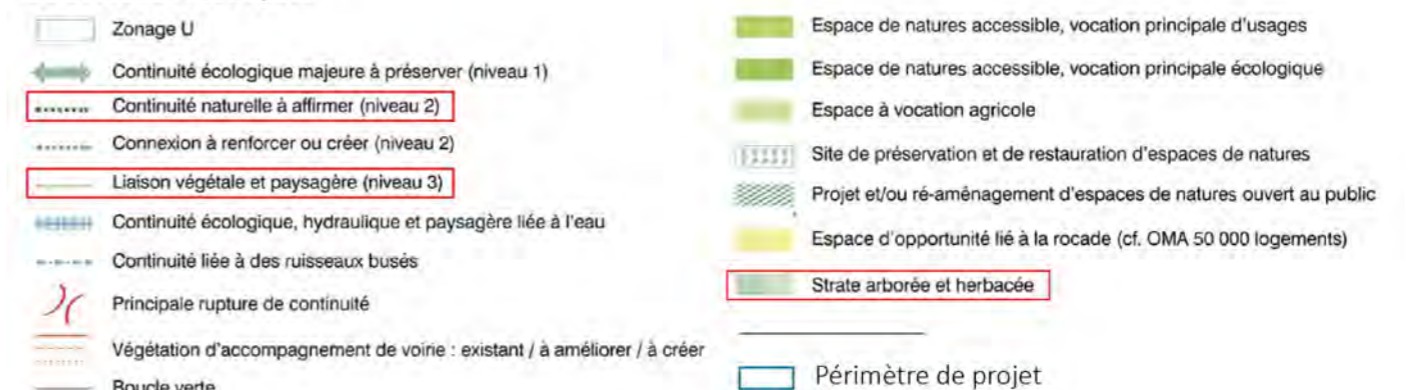 Zonage U
Continuité écologique majeure à préserver (niveau 1)
Continuité naturelle à affirmer (niveau 2)
Connexion à renforcer ou créer (niveau 2)
Liaison végétale et paysagère (niveau 3)
Continuité écologique, hydraulique et paysagère liée à l'eau
Continuité liée à des ruisseaux busés
Principale rupture de continuité
Végétation d'accompagnement de voirie : existant / à améliorer / à créer
Boucle verte
Espace de natures accessible, vocation principale d'usages
Espace de natures accessible, vocation principale écologique
Espace à vocation agricole
Site de préservation et de restauration d'espaces de natures
Projet et/ou ré-aménagement d'espaces de natures ouvert au public
Espace d'opportunité lié à la rocade (cf. OMA 50 000 logements)
Strate arborée et herbacée
Périmètre de projet